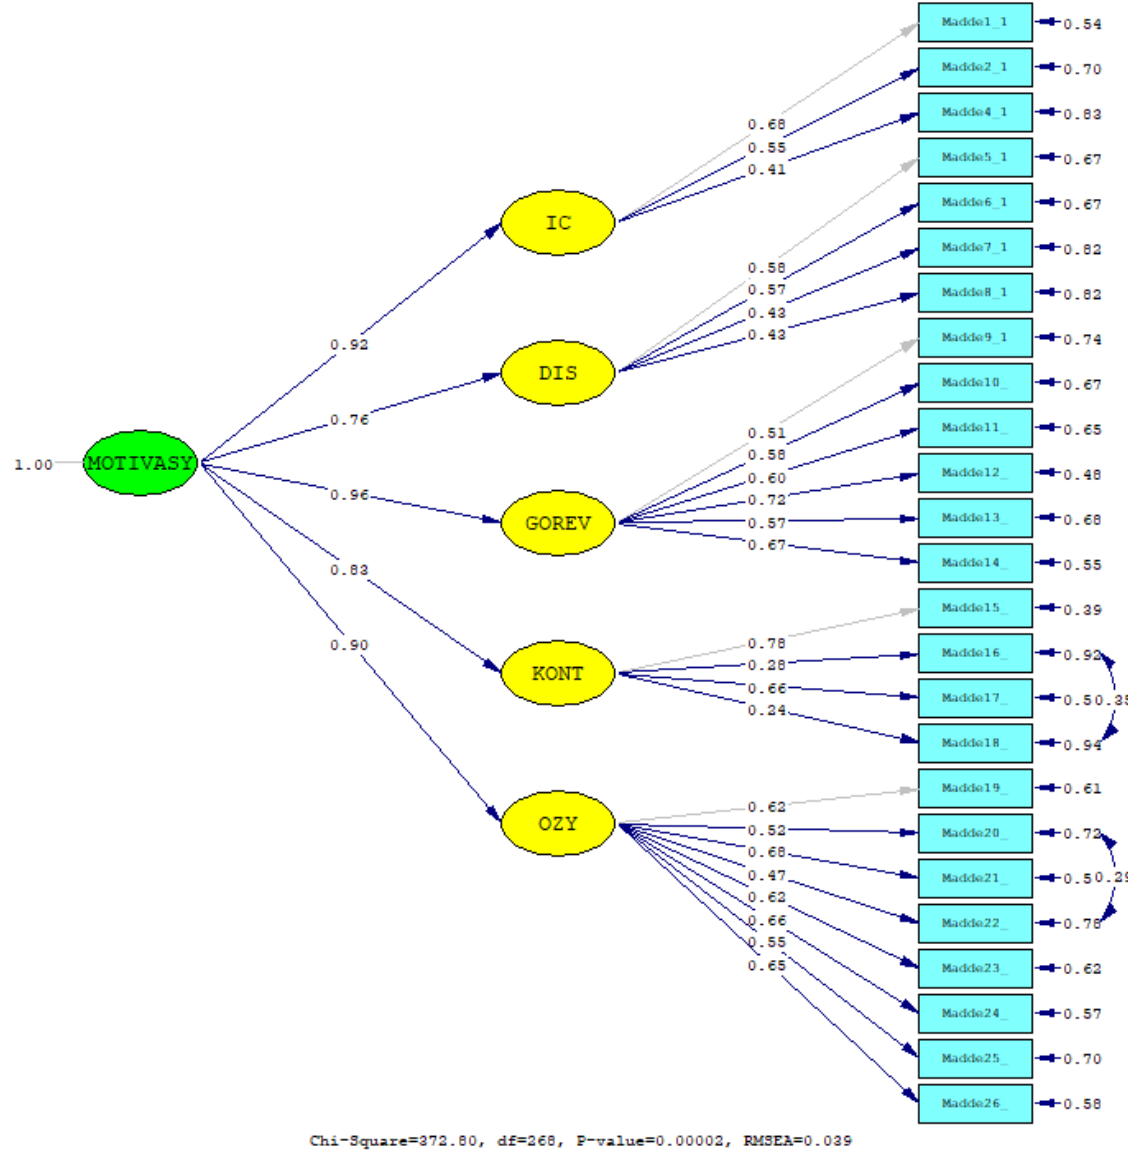 Madde1_1
0.54
Madde2_1
0.70
Madde4_1
0.83
Madde5_1
0.67
Madde6_1
0.67
Madde7_1
0.82
Madde8_1
0.82
Madde9_1
0.74
Madde10_
0.67
Madde11_
0.65
Madde12_
0.48
Madde13_
0.68
Madde14_
0.55
Madde15_
0.39
Madde16_
0.92
Madde17_
0.50.35
Madde18_
0.94
Madde19_
0.61
Madde20_
0.72
Madde21_
0.50.29
Madde22_
0.78
Madde23_
0.62
Madde24_
0.57
Madde25_
0.70
Madde26_
0.58
0.68
0.55
0.41
IC
0.58
0.57
0.43
0.43
DIS
0.51
0.58
0.60
0.72
0.57
0.67
GOREV
0.78
0.28
0.66
0.24
KONT
0.62
0.52
0.68
0.47
0.62
0.66
0.55
0.65
OZY
0.92
0.76
0.96
0.83
0.90
1.00
MOTIVASY
Chi-Square=372.80, df=268, P-value=0.00002, RMSEA=0.039